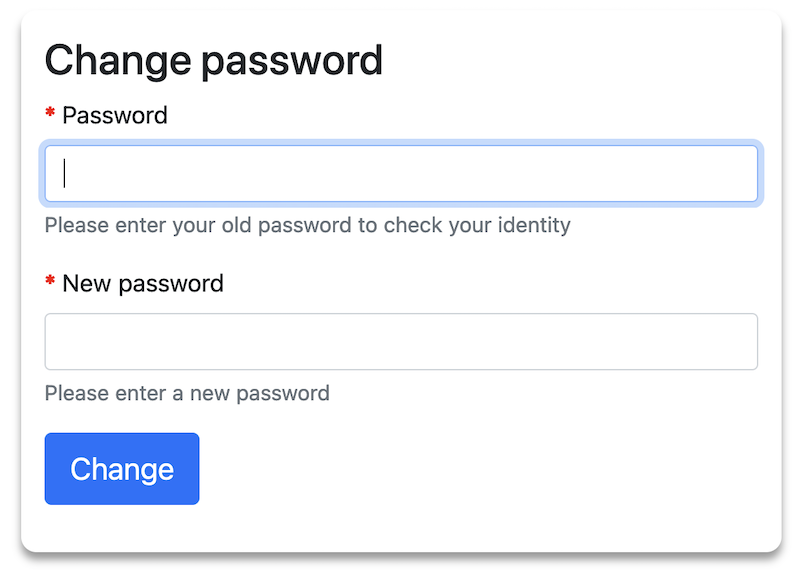 Change password
* Password
Please enter your old password to check your identity
* New password
Please enter a new password
Change